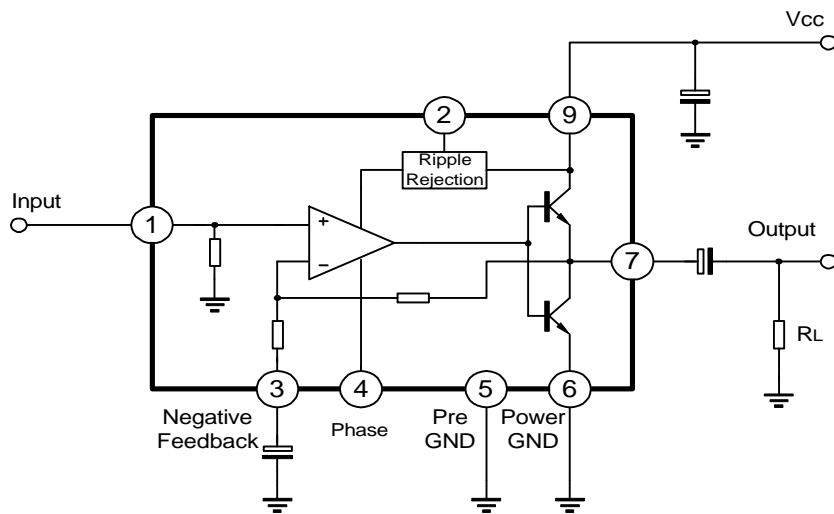 Vcc
2
9
Ripple
Rejection
Input
1
+
−
Output
7
RL
3
4
5
6
Negative
Feedback
Phase
Pre
GND
Power
GND